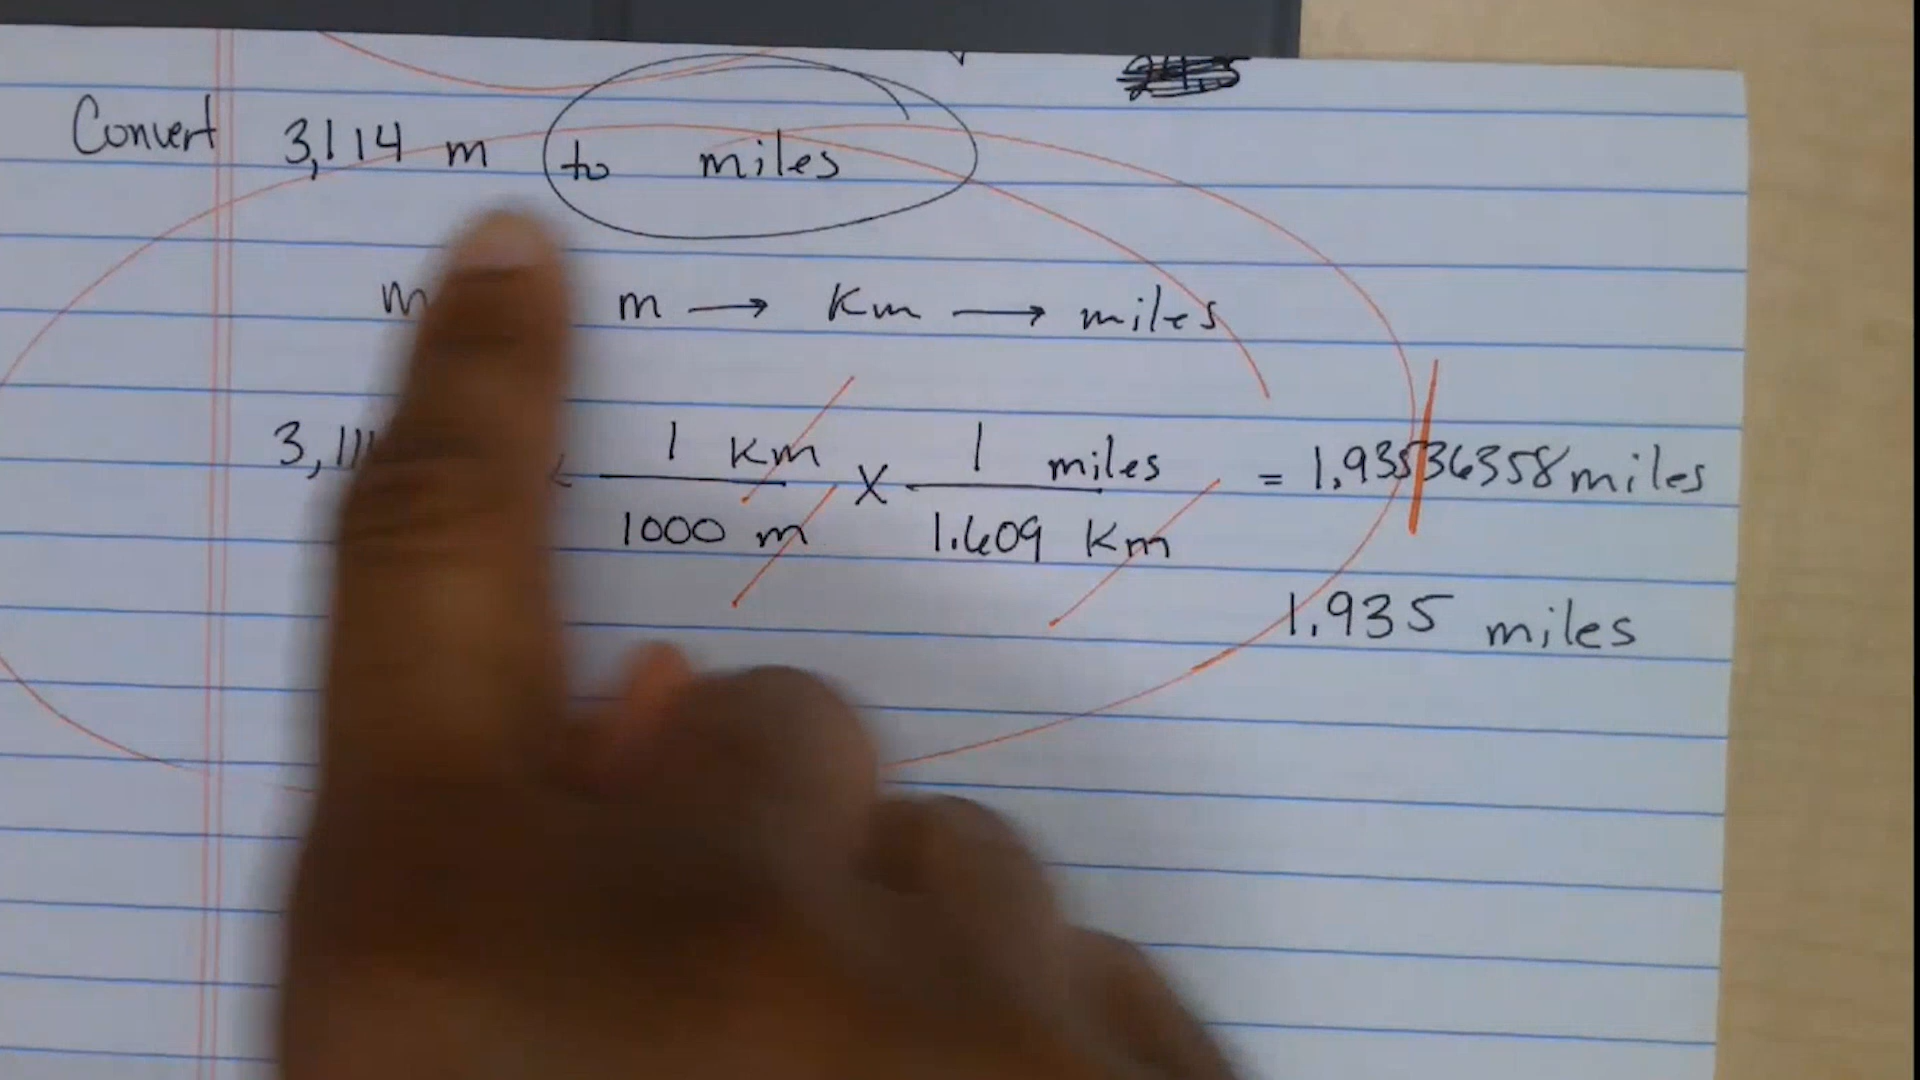 Convert 3,114 m to miles
m m → Km → miles
3,11 1 Km / 1000 m X 1 miles / 1.609 Km = 1.93536358 miles
1.935 miles